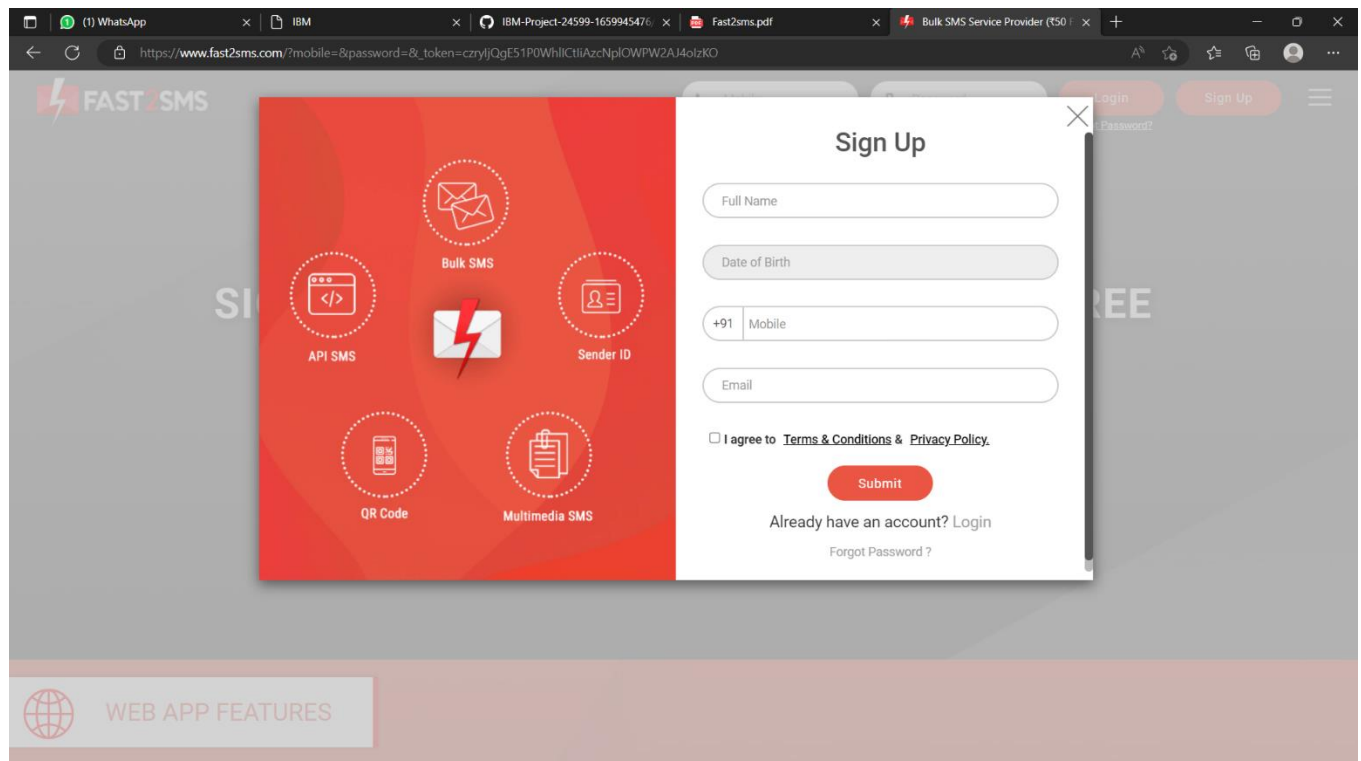 (1) WhatsApp
IBM
IBM-Project-24599-1659945476
Fast2sms.pdf
Bulk SMS Service Provider (₹50 F
https://www.fast2sms.com/?mobile=&password=&_token=
FAST2SMS
Login
Sign Up
Password?
SI
REE
Bulk SMS
API SMS
Sender ID
QR Code
Multimedia SMS
Sign Up
Full Name
Date of Birth
+91 Mobile
Email
I agree to Terms & Conditions & Privacy Policy.
Submit
Already have an account? Login
Forgot Password ?
WEB APP FEATURES